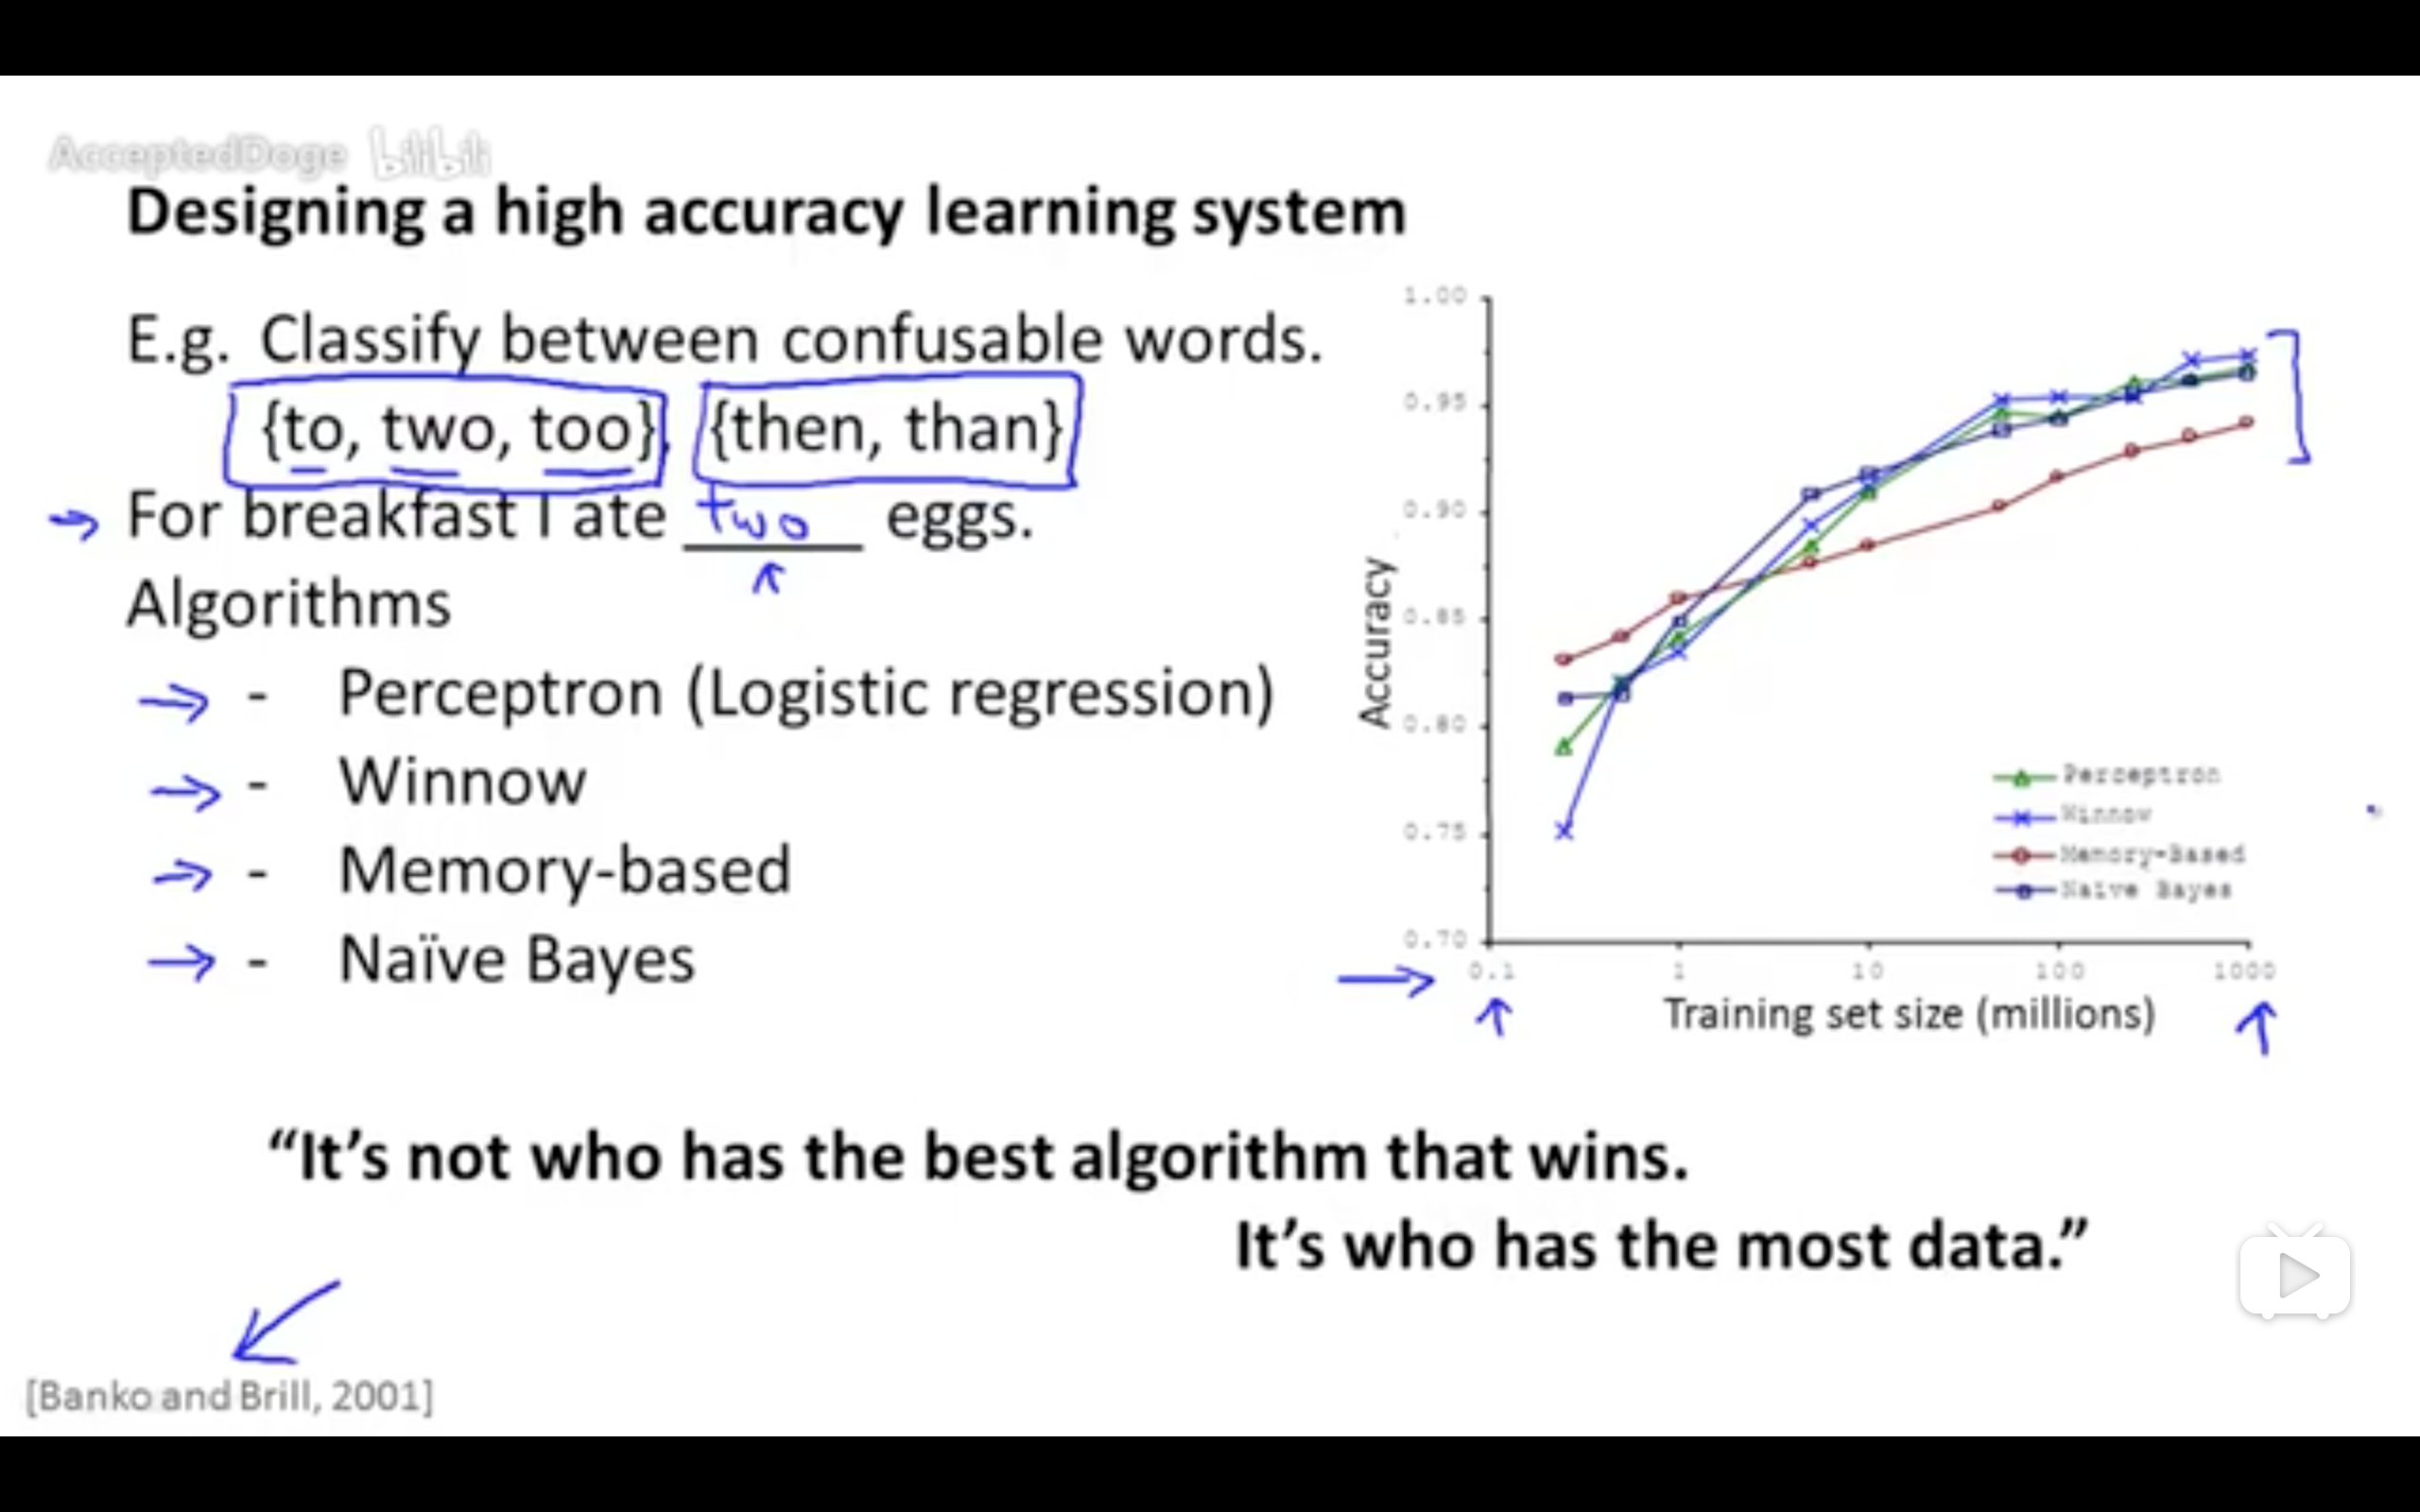 AcceptedDoge bilibili
Designing a high accuracy learning system
E.g. Classify between confusable words.
{to, two, too}, {then, than}
For breakfast I ate two eggs.
Algorithms
- Perceptron (Logistic regression)
- Winnow
- Memory-based
- Naïve Bayes
Accuracy
1.00
0.95
0.90
0.85
0.80
0.75
0.70
Perceptron
Winnow
Memory-Based
Naive Bayes
0.1 1 10 100 1000
Training set size (millions)
“It’s not who has the best algorithm that wins.
It’s who has the most data.”
[Banko and Brill, 2001]